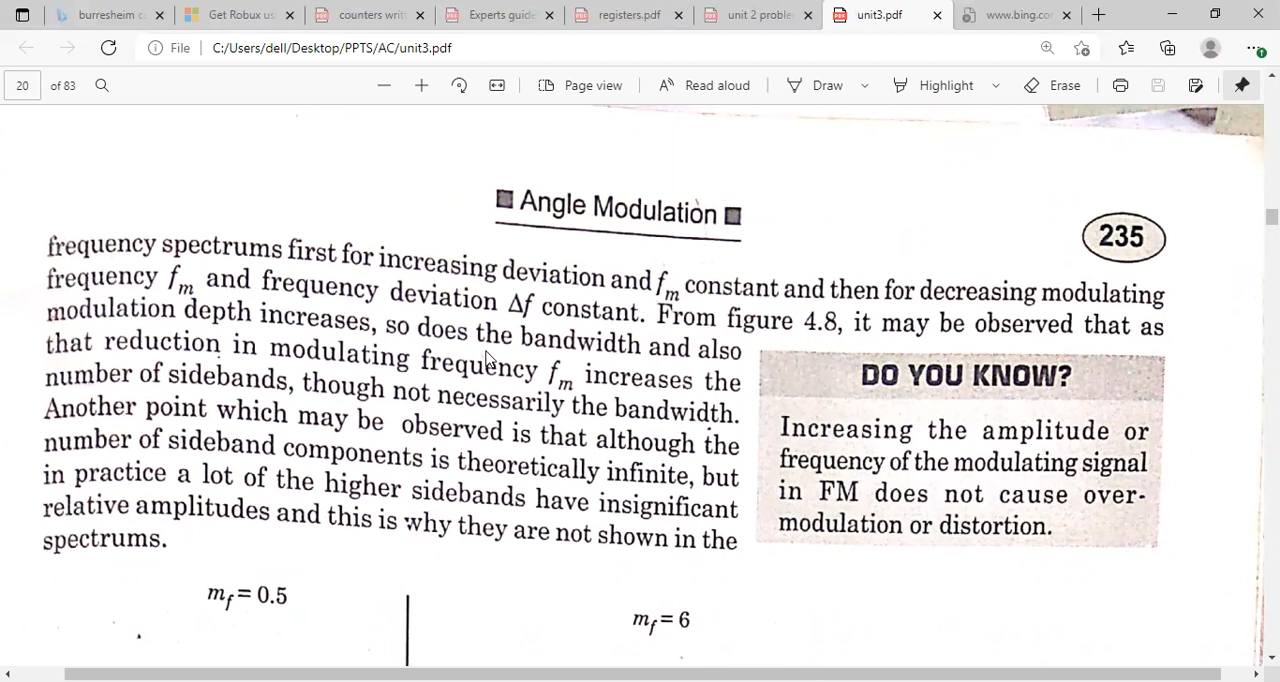 burresheim c
Get Robux u
counters writ
Experts guide
registers.pdf
unit 2 proble
unit3.pdf
www.bing.co
File
C:/Users/dell/Desktop/PPTS/AC/unit3.pdf
20 of 83
Page view
Read aloud
Draw
Highlight
Erase
Angle Modulation
235
frequency spectrums first for increasing deviation and fm constant and then for decreasing modulating
frequency fm and frequency deviation Δf constant. From figure 4.8, it may be observed that as
modulation depth increases, so does the bandwidth and also
that reduction in modulating frequency fm increases the
number of sidebands, though not necessarily the bandwidth.
Another point which may be observed is that although the
number of sideband components is theoretically infinite, but
in practice a lot of the higher sidebands have insignificant
relative amplitudes and this is why they are not shown in the
spectrums.
DO YOU KNOW?
Increasing the amplitude or
frequency of the modulating signal
in FM does not cause over-
modulation or distortion.
mf = 0.5
mf = 6